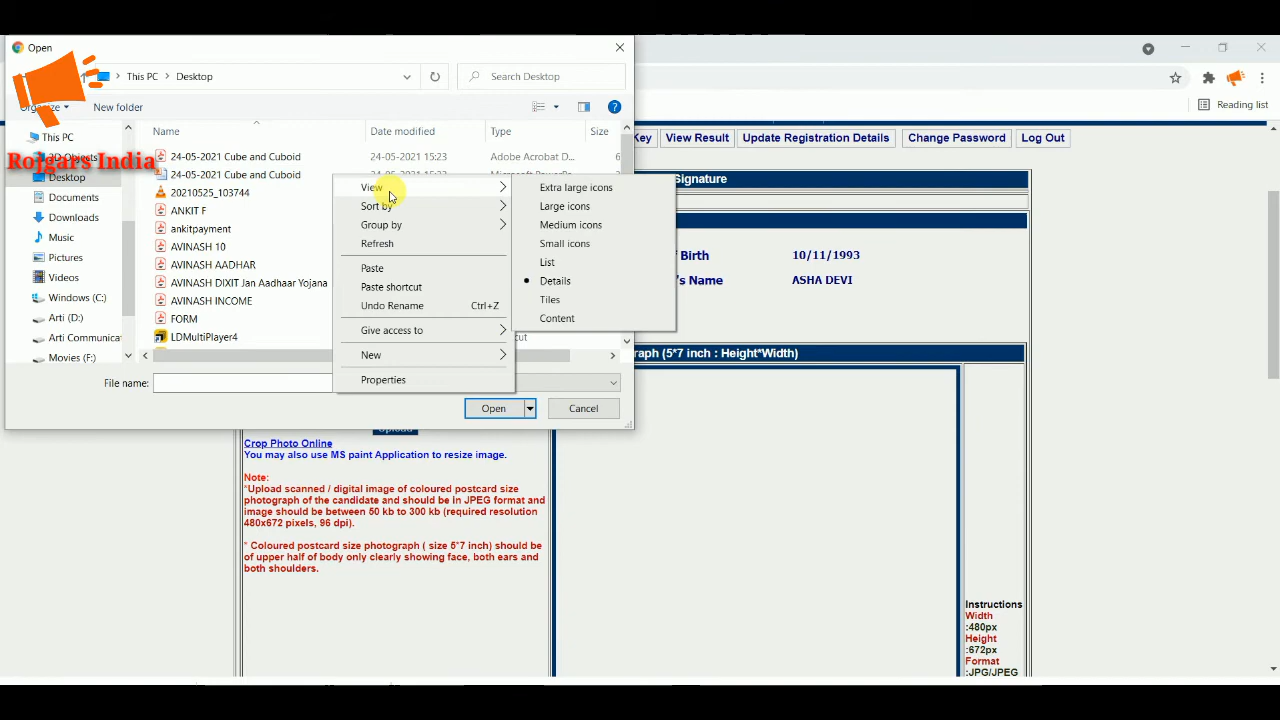 Open
This PC > Desktop
Search Desktop
Organize
New folder
Name
Date modified
Type
Size
This PC
3D Objects
Rojgars India
Desktop
Documents
Downloads
Music
Pictures
Videos
Windows (C:)
Arti (D:)
Arti Communicat
Movies (F:)
24-05-2021 Cube and Cuboid
24-05-2021 15:23
Adobe Acrobat D...
6
24-05-2021 Cube and Cuboid
20210525_103744
ANKIT F
ankitpayment
AVINASH 10
AVINASH AADHAR
AVINASH DIXIT Jan Aadhaar Yojana
AVINASH INCOME
FORM
LDMultiPlayer4
View
Sort by
Group by
Refresh
Paste
Paste shortcut
Undo Rename Ctrl+Z
Give access to
New
Properties
Extra large icons
Large icons
Medium icons
Small icons
List
Details
Tiles
Content
File name:
Open
Cancel
Reading list
Key
View Result
Update Registration Details
Change Password
Log Out
Signature
Birth
10/11/1993
's Name
ASHA DEVI
raph (5*7 inch : Height*Width)
Upload
Crop Photo Online
You may also use MS paint Application to resize image.
Note:
*Upload scanned / digital image of coloured postcard size
photograph of the candidate and should be in JPEG format and
image should be between 50 kb to 300 kb (required resolution
480x672 pixels, 96 dpi).
* Coloured postcard size photograph ( size 5*7 inch) should be
of upper half of body only clearly showing face, both ears and
both shoulders.
Instructions
Width
:480px
Height
:672px
Format
:JPG/JPEG